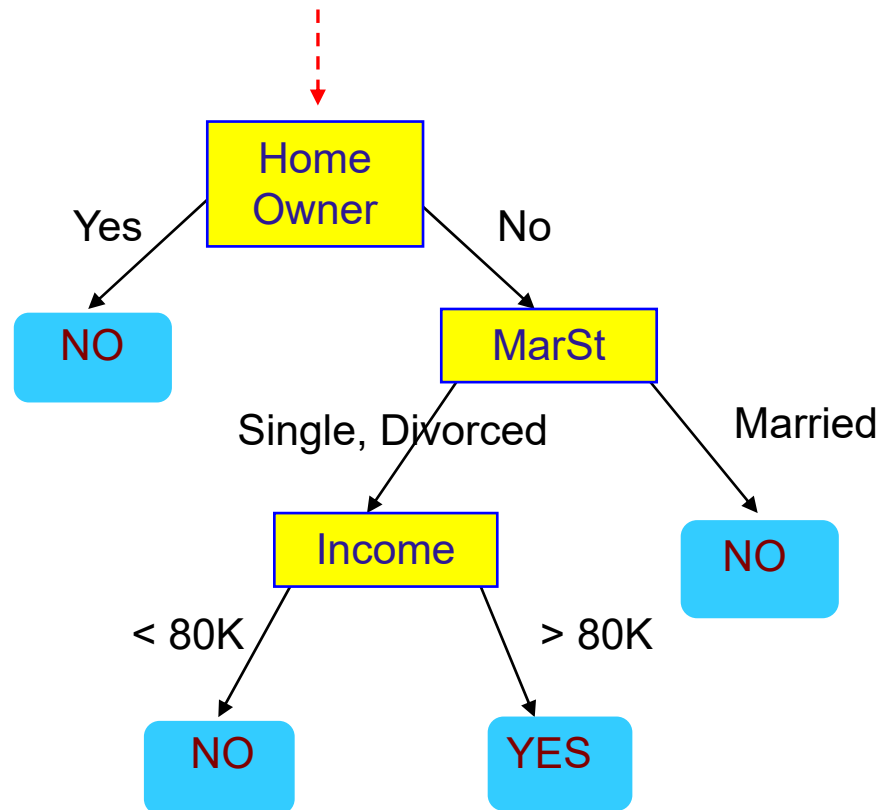 Home
Owner
Yes
No
NO
MarSt
Single, Divorced
Married
Income
NO
< 80K
> 80K
NO
YES